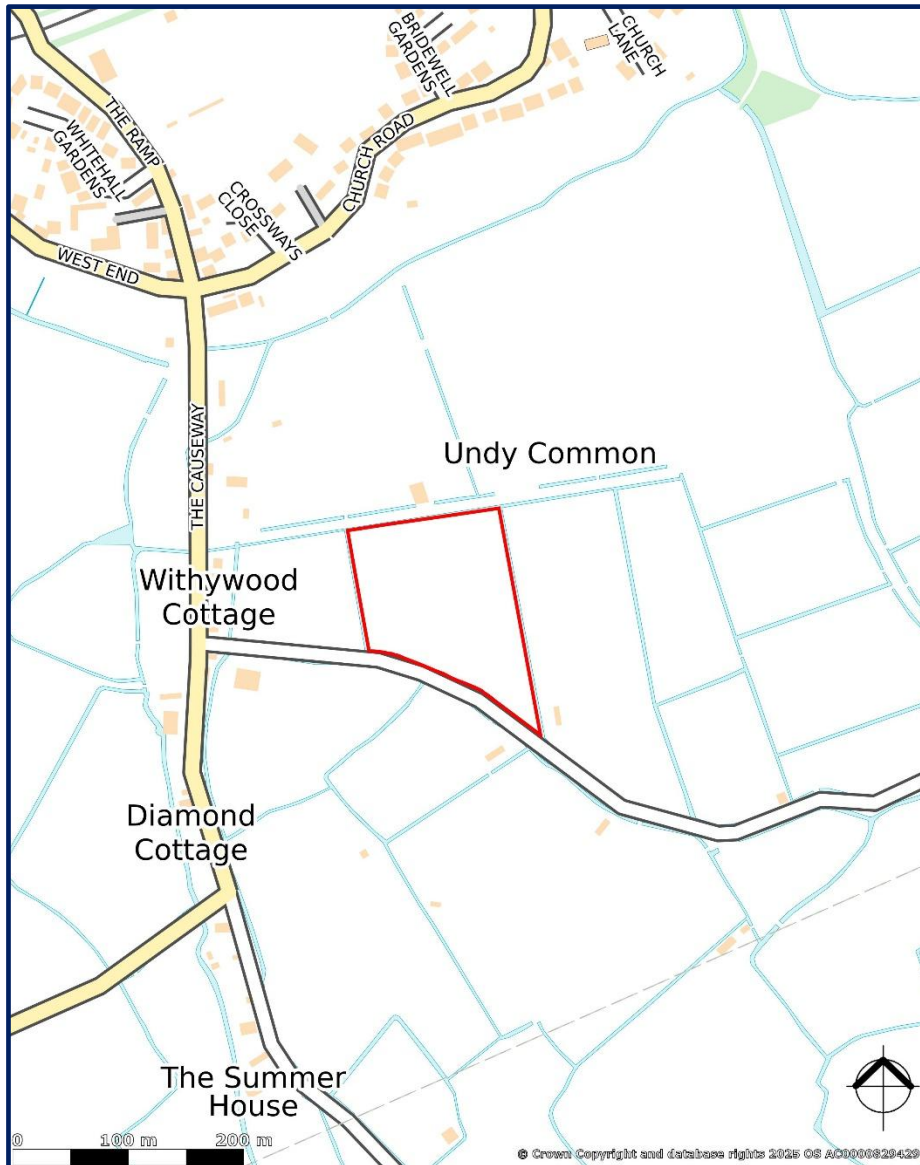 BRIDEWELL
GARDENS
CHURCH
LANE
THE RAMP
WHITEHALL
GARDENS
CHURCH ROAD
CROSSWAYS
CLOSE
WEST END
THE CAUSEWAY
Undy Common
Withywood
Cottage
Diamond
Cottage
The Summer
House
0 100 m 200 m
© Crown Copyright and database rights 2025 OS AC0000829429